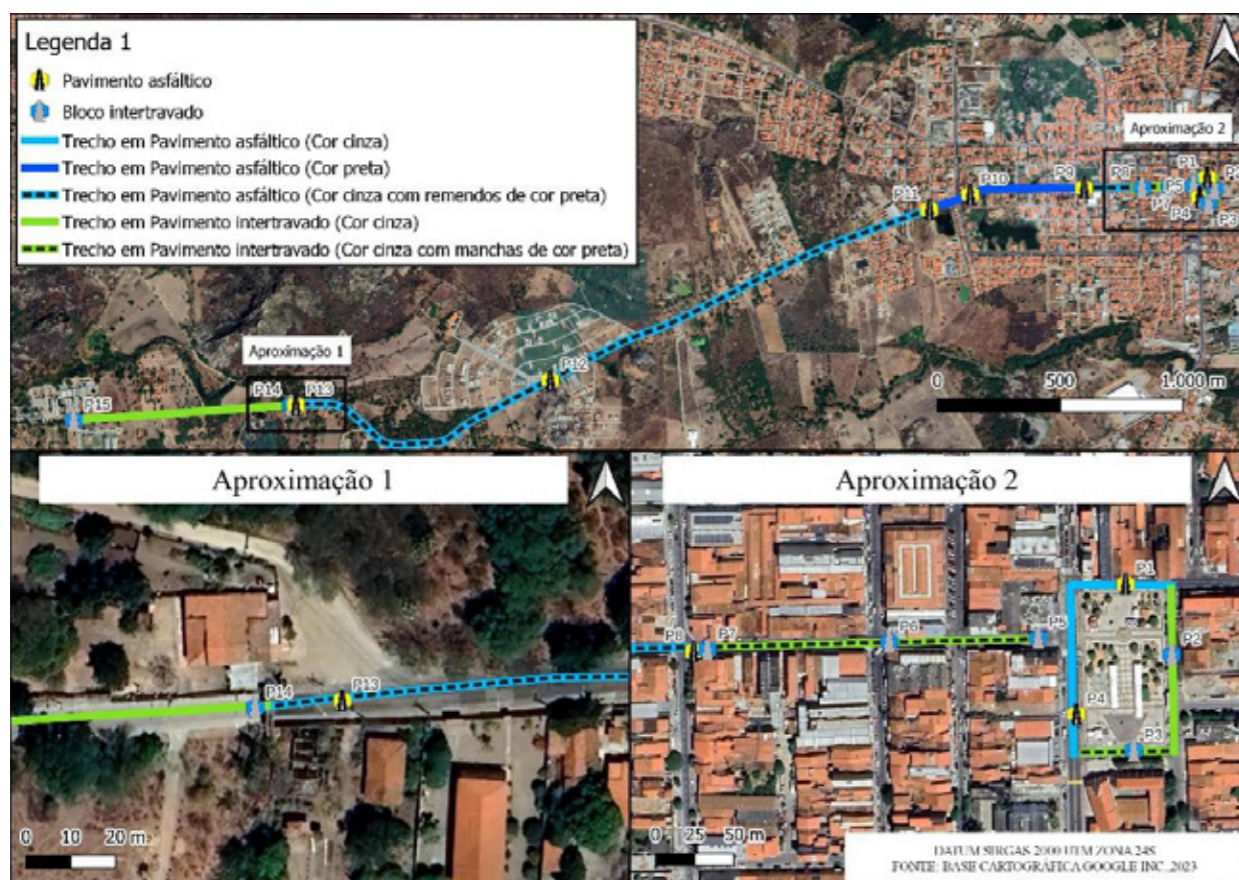 Legenda 1
Pavimento asfáltico
Bloco intertravado
Trecho em Pavimento asfáltico (Cor cinza)
Trecho em Pavimento asfáltico (Cor preta)
Trecho em Pavimento asfáltico (Cor cinza com remendos de cor preta)
Trecho em Pavimento intertravado (Cor cinza)
Trecho em Pavimento intertravado (Cor cinza com manchas de cor preta)
Aproximação 2
P11
P10
P9
P8
P7
P5
P4
P1
P2
P3
Aproximação 1
P15
P14
P13
P12
0 500 1.000 m
Aproximação 1
P14
P13
0 10 20 m
Aproximação 2
P8
P7
P6
P5
P1
P2
P4
P3
0 25 50 m
DATUM SIRGAS 2000 UTM ZONA 24S
FONTE: BASE CARTOGRÁFICA GOOGLE INC.,2023